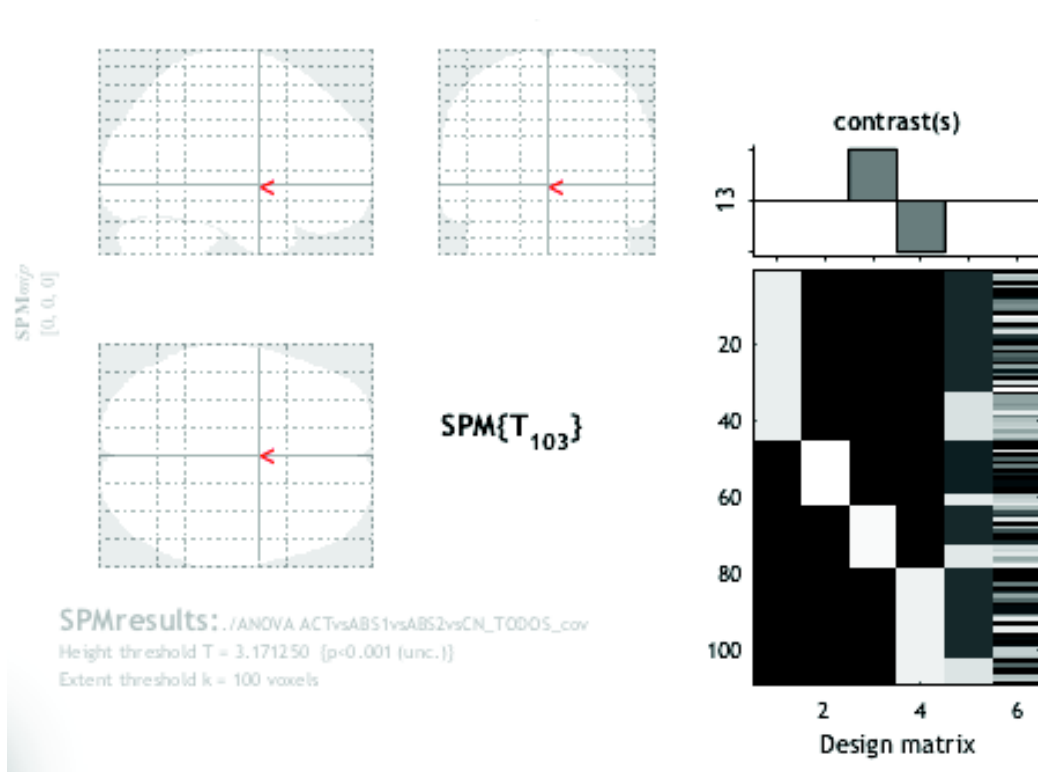 contrast(s)
13
SPMmip
[0, 0, 0]
<
<
<
SPM{T103}
20
40
60
80
100
2
4
6
Design matrix
SPMresults: ./ANOVA ACTvsABS1vsABS2vsCN_TODOS_cov
Height threshold T = 3.171250 {p<0.001 (unc.)}
Extent threshold k = 100 voxels